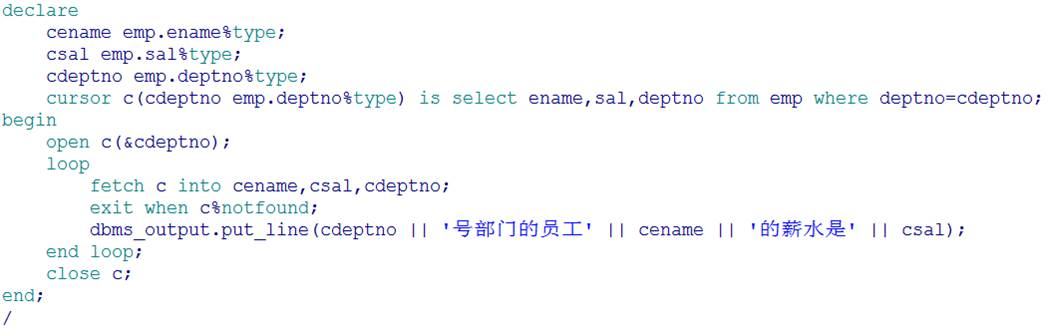 declare
    cename emp.ename%type;
    csal emp.sal%type;
    cdeptno emp.deptno%type;
    cursor c(cdeptno emp.deptno%type) is select ename,sal,deptno from emp where deptno=cdeptno;
begin
    open c(&cdeptno);
    loop
        fetch c into cename,csal,cdeptno;
        exit when c%notfound;
        dbms_output.put_line(cdeptno || '号部门的员工' || cename || '的薪水是' || csal);
    end loop;
    close c;
end;
/